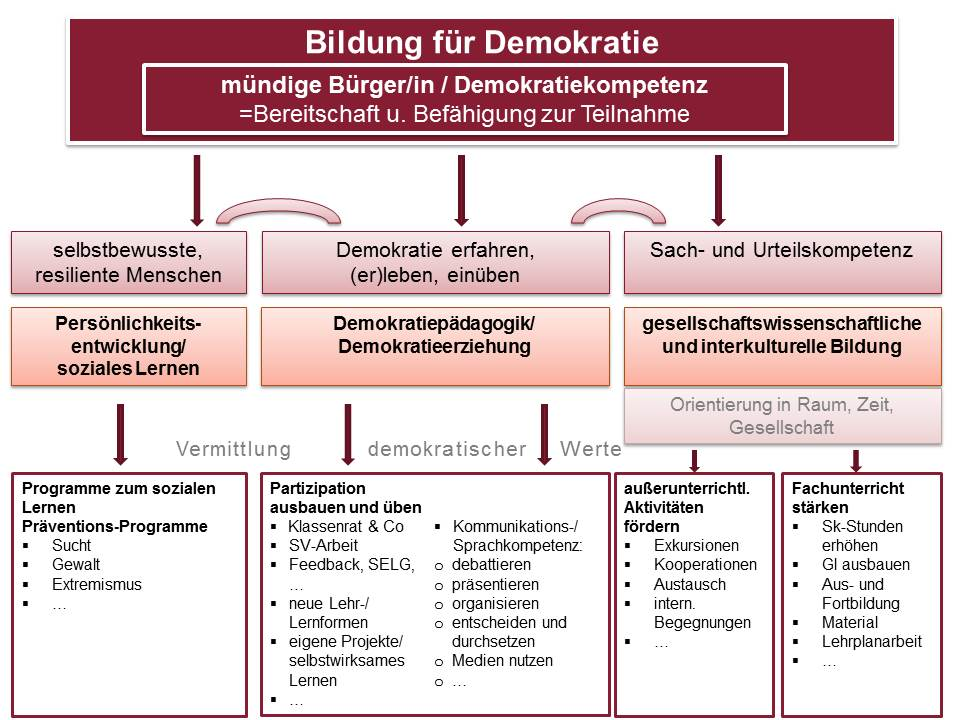 Bildung für Demokratie
mündige Bürger/in / Demokratiekompetenz
=Bereitschaft u. Befähigung zur Teilnahme
selbstbewusste,
resiliente Menschen
Demokratie erfahren,
(er)leben, einüben
Sach- und Urteilskompetenz
Persönlichkeits-
entwicklung/
soziales Lernen
Demokratiepädagogik/
Demokratieerziehung
gesellschaftswissenschaftliche
und interkulturelle Bildung
Orientierung in Raum, Zeit,
Gesellschaft
Vermittlung demokratischer Werte
Programme zum sozialen
Lernen
Präventions-Programme
▪ Sucht
▪ Gewalt
▪ Extremismus
▪ …
Partizipation
ausbauen und üben
▪ Klassenrat & Co
▪ SV-Arbeit
▪ Feedback, SELG,
…
▪ neue Lehr-/
Lernformen
▪ eigene Projekte/
selbstwirksames
Lernen
▪ …
▪ Kommunikations-/
Sprachkompetenz:
o debattieren
o präsentieren
o organisieren
o entscheiden und
durchsetzen
o Medien nutzen
o …
außerunterrichtl.
Aktivitäten
fördern
▪ Exkursionen
▪ Kooperationen
▪ Austausch
▪ intern.
Begegnungen
▪ …
Fachunterricht
stärken
▪ Sk-Stunden
erhöhen
▪ Gl ausbauen
▪ Aus- und
Fortbildung
▪ Material
▪ Lehrplanarbeit
▪ …